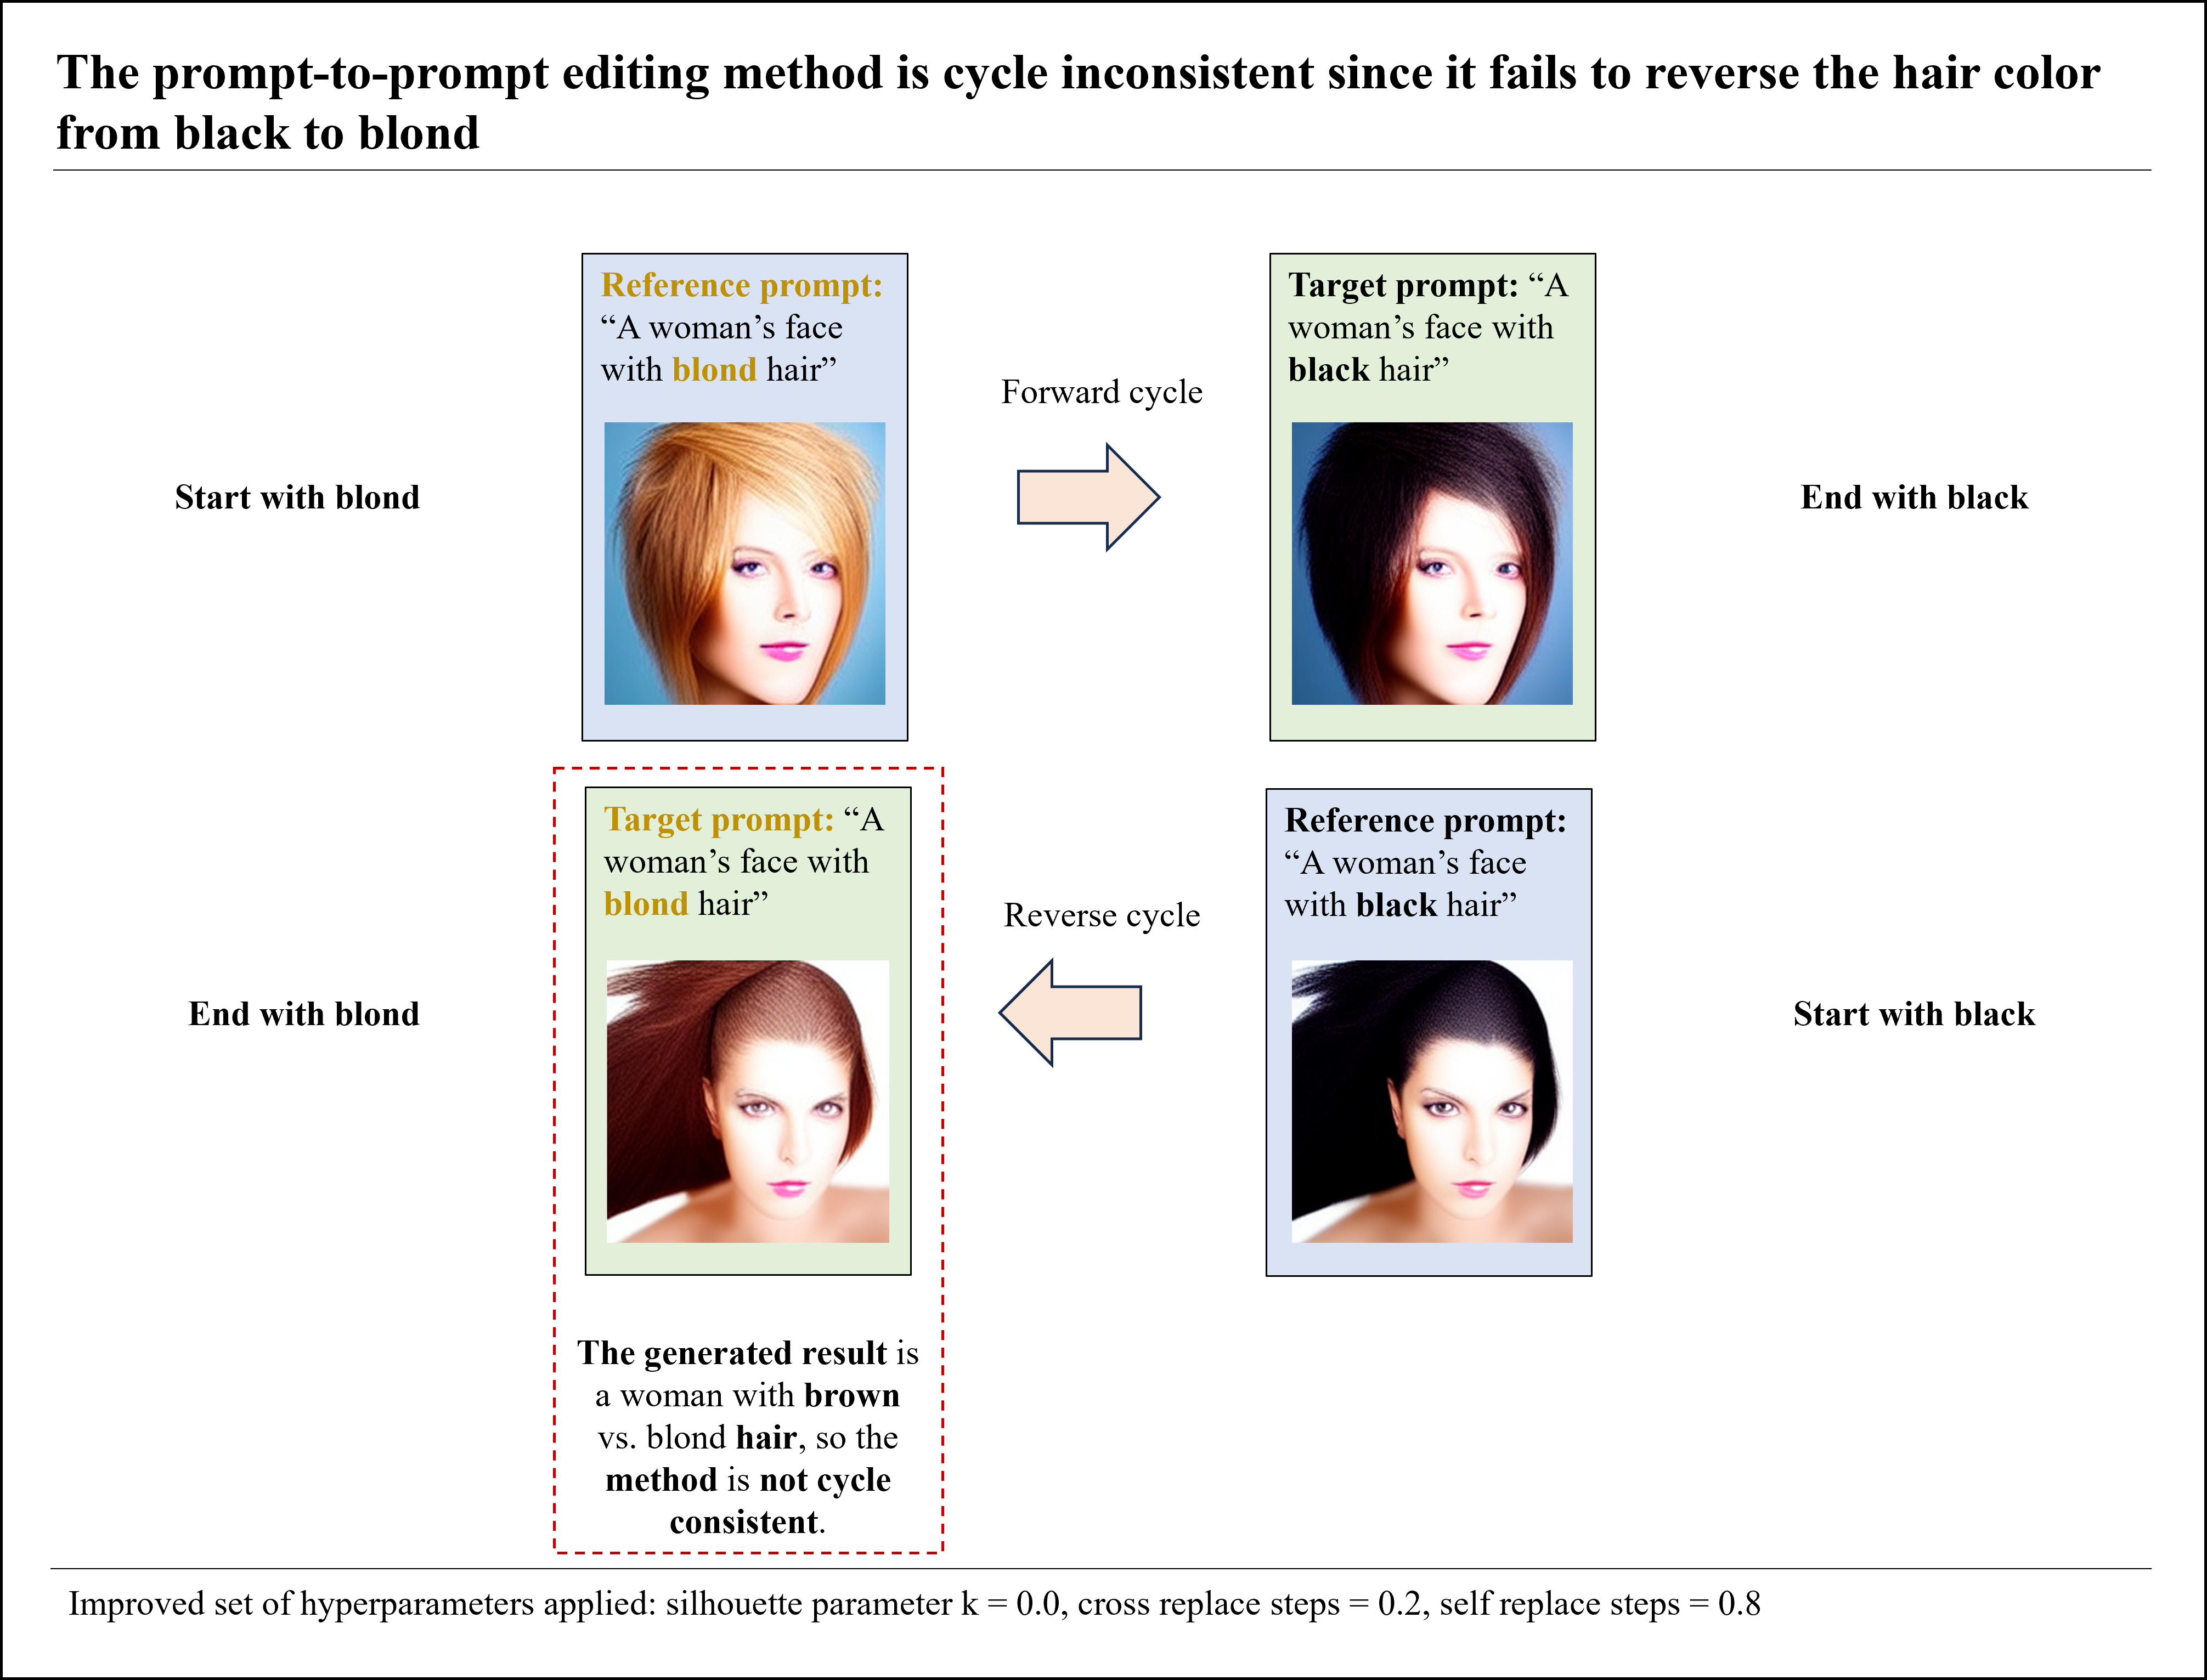 The prompt-to-prompt editing method is cycle inconsistent since it fails to reverse the hair color
from black to blond
Reference prompt:
“A woman’s face
with blond hair”
Forward cycle
Target prompt: “A
woman’s face with
black hair”
Start with blond
End with black
Target prompt: “A
woman’s face with
blond hair”
Reverse cycle
Reference prompt:
“A woman’s face
with black hair”
End with blond
Start with black
The generated result is
a woman with brown
vs. blond hair, so the
method is not cycle
consistent.
Improved set of hyperparameters applied: silhouette parameter k = 0.0, cross replace steps = 0.2, self replace steps = 0.8